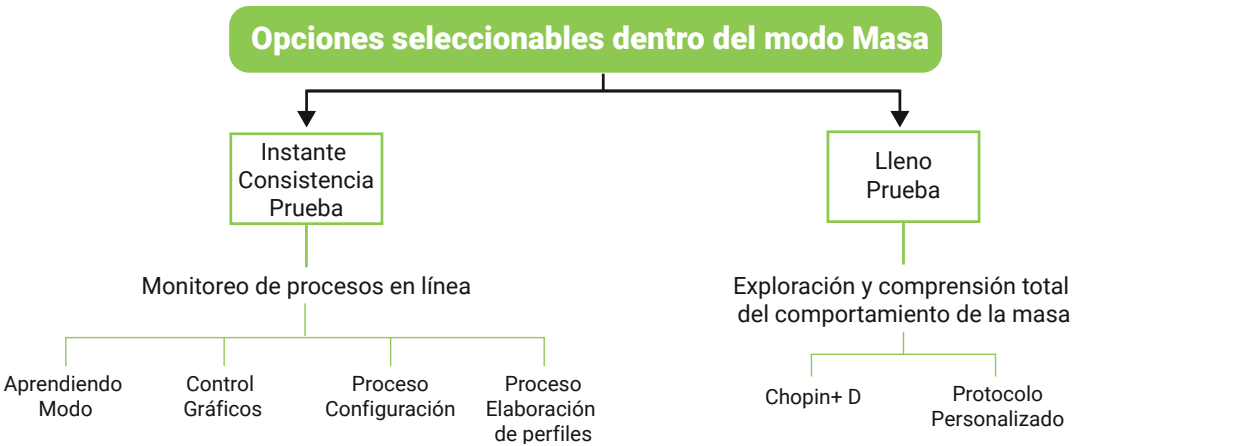 Opciones seleccionables dentro del modo Masa
Instante
Consistencia
Prueba
Lleno
Prueba
Monitoreo de procesos en línea
Exploración y comprensión total
del comportamiento de la masa
Aprendiendo
Modo
Control
Gráficos
Proceso
Configuración
Proceso
Elaboración
de perfiles
Chopin+ D
Protocolo
Personalizado